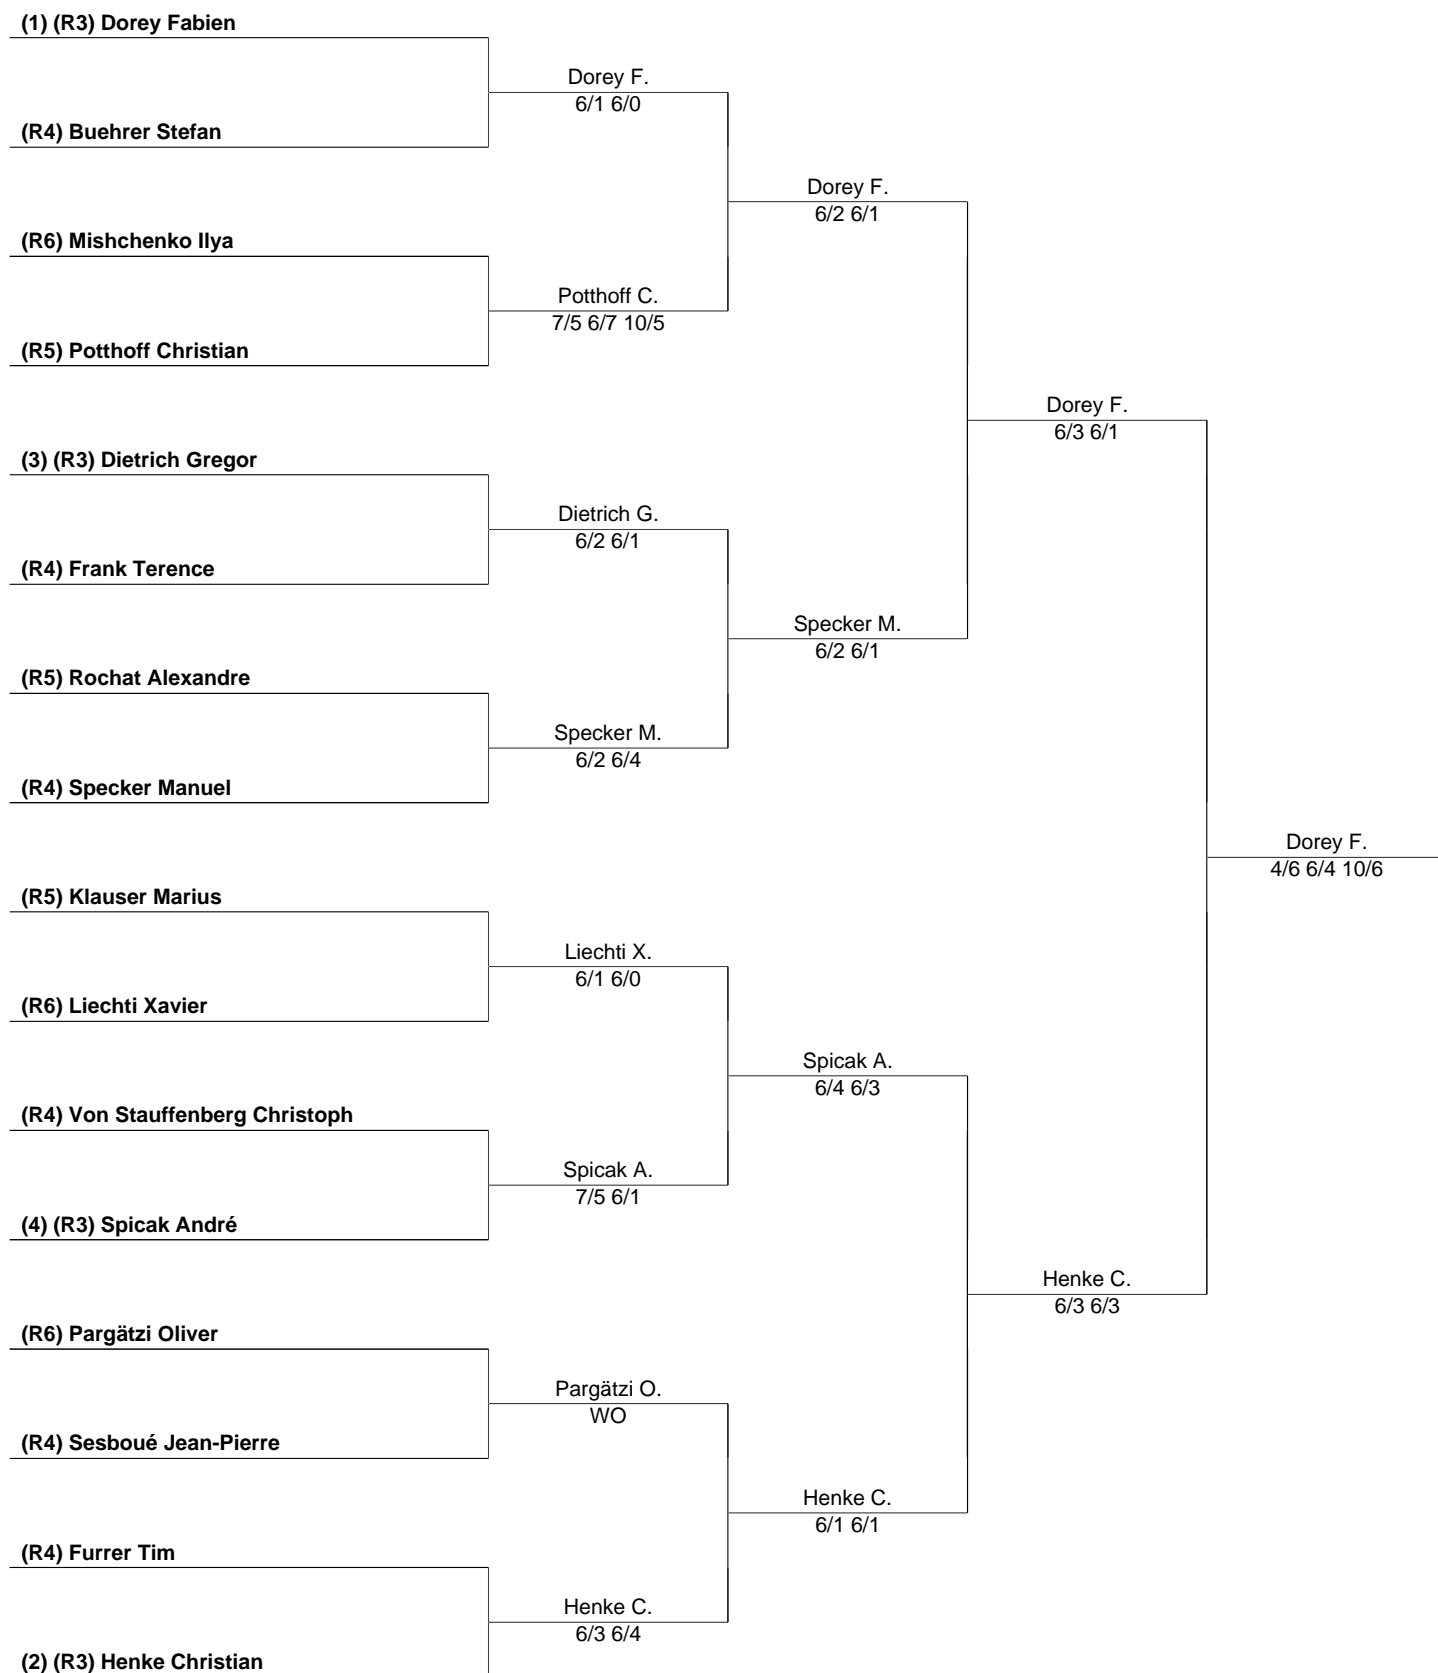 (1) (R3) Dorey Fabien
Dorey F.
6/1 6/0
(R4) Buehrer Stefan
Dorey F.
6/2 6/1
(R6) Mishchenko Ilya
Potthoff C.
7/5 6/7 10/5
(R5) Potthoff Christian
Dorey F.
6/3 6/1
(3) (R3) Dietrich Gregor
Dietrich G.
6/2 6/1
(R4) Frank Terence
Specker M.
6/2 6/1
(R5) Rochat Alexandre
Specker M.
6/2 6/4
(R4) Specker Manuel
Dorey F.
4/6 6/4 10/6
(R5) Klauser Marius
Liechti X.
6/1 6/0
(R6) Liechti Xavier
Spicak A.
6/4 6/3
(R4) Von Stauffenberg Christoph
Spicak A.
7/5 6/1
(4) (R3) Spicak André
Henke C.
6/3 6/3
(R6) Pargätzi Oliver
Pargätzi O.
WO
(R4) Sesboué Jean-Pierre
Henke C.
6/1 6/1
(R4) Furrer Tim
Henke C.
6/3 6/4
(2) (R3) Henke Christian